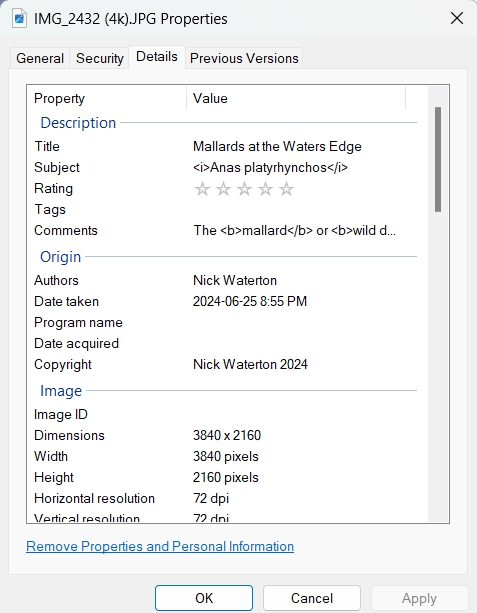 IMG_2432 (4k).JPG Properties
General Security Details Previous Versions
Property Value
Description
Title Mallards at the Waters Edge
Subject <i>Anas platyrhynchos</i>
Rating
Tags
Comments The <b>mallard</b> or <b>wild d...
Origin
Authors Nick Waterton
Date taken 2024-06-25 8:55 PM
Program name
Date acquired
Copyright Nick Waterton 2024
Image
Image ID
Dimensions 3840 x 2160
Width 3840 pixels
Height 2160 pixels
Horizontal resolution 72 dpi
Vertical resolution 72 dpi
Remove Properties and Personal Information
OK Cancel Apply